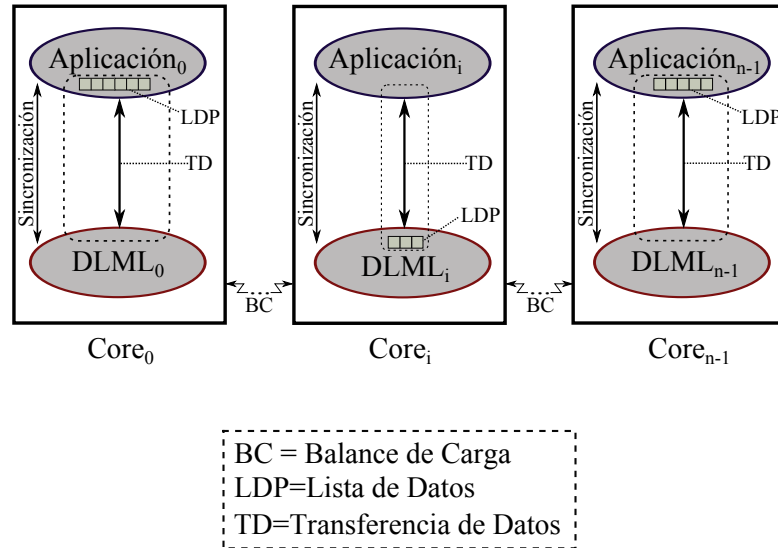 Aplicación₀
LDP
Sincronización
TD
DLML₀
Core₀
BC
Aplicaciónᵢ
Sincronización
TD
LDP
DLMLᵢ
Coreᵢ
BC
Aplicaciónₙ₋₁
LDP
Sincronización
TD
DLMLₙ₋₁
Coreₙ₋₁
BC = Balance de Carga
LDP=Lista de Datos
TD=Transferencia de Datos